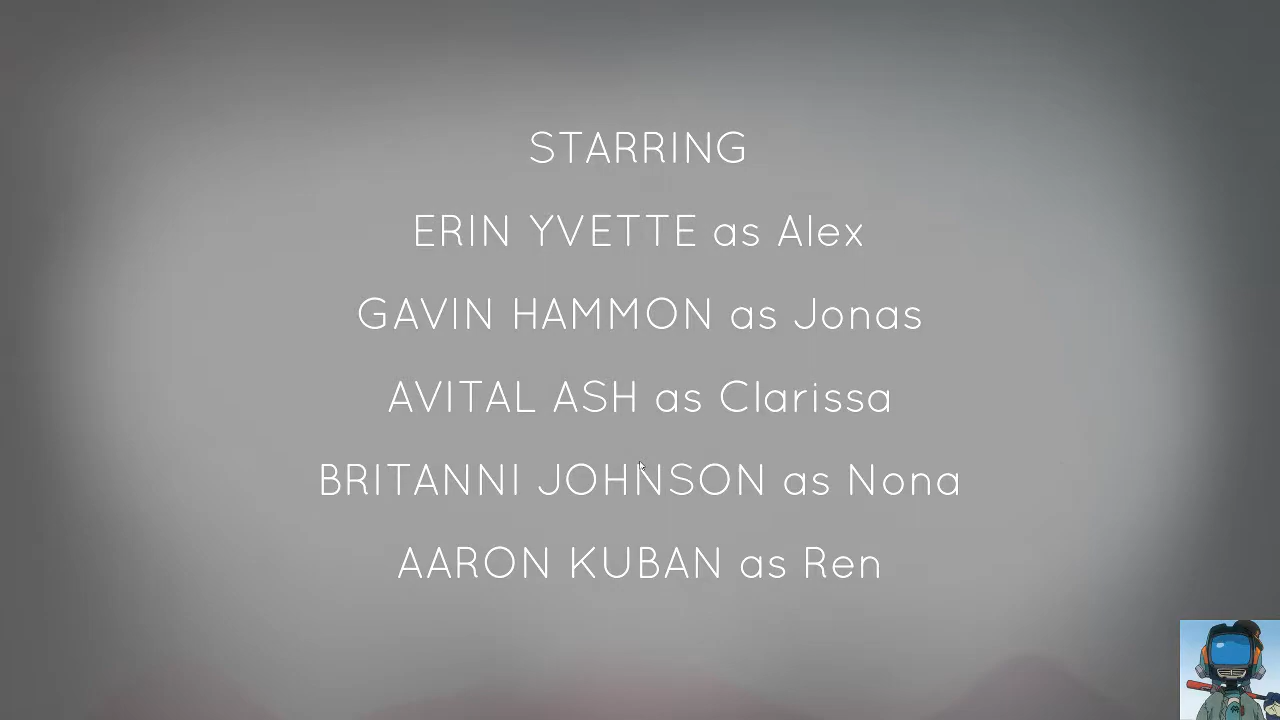 STARRING
ERIN YVETTE as Alex
GAVIN HAMMON as Jonas
AVITAL ASH as Clarissa
BRITANNI JOHNSON as Nona
AARON KUBAN as Ren